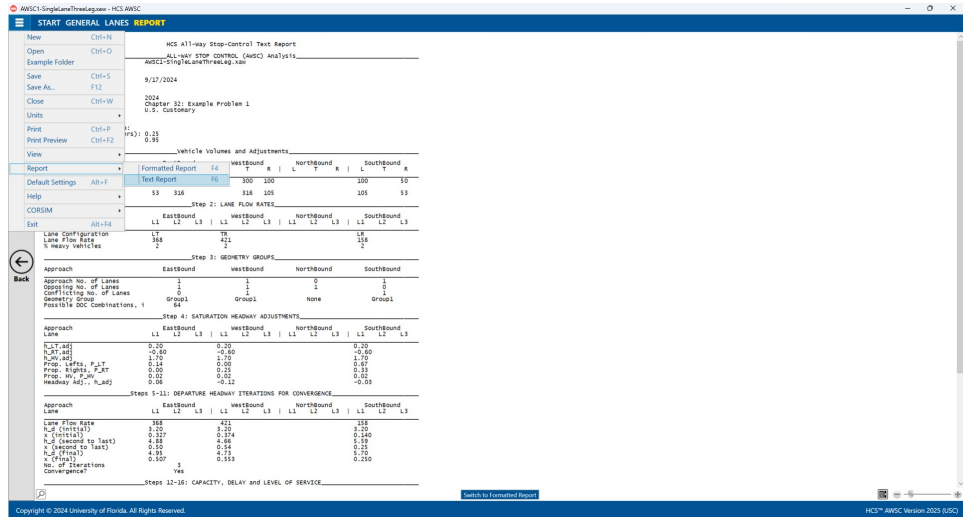 AWSC1-SingleLaneThreeLeg.xaw - HCS AWSC
START GENERAL LANES REPORT
New Ctrl+N
Open Ctrl+O
Example Folder
Save Ctrl+S
Save As... F12
Close Ctrl+W
Units
Print Ctrl+P
Print Preview Ctrl+F2
View
Report
Default Settings Alt+F
Help
CORSIM
Exit Alt+F4
Formatted Report F4
Text Report F6
HCS All-Way Stop-Control Text Report
ALL-WAY STOP CONTROL (AWSC) Analysis
AWSC1-SingleLaneThreeLeg.xaw
9/17/2024
2024
Chapter 32: Example Problem 1
U.S. Customary
:
rs): 0.25
0.95
Vehicle Volumes and Adjustments
WestBound NorthBound SouthBound
T R | L T R | L T R
300 100 100 50
53 316 316 105 105 53
Step 2: LANE FLOW RATES
EastBound WestBound NorthBound SouthBound
L1 L2 L3 | L1 L2 L3 | L1 L2 L3 | L1 L2 L3
Lane Configuration LT TR LR
Lane Flow Rate 368 421 158
% Heavy Vehicles 2 2 2
Step 3: GEOMETRY GROUPS
Approach EastBound WestBound NorthBound SouthBound
Approach No. of Lanes 1 1 0 1
Opposing No. of Lanes 1 1 1 0
Conflicting No. of Lanes 0 1 1
Geometry Group Group1 Group1 None Group1
Possible DOC Combinations, i 64
Step 4: SATURATION HEADWAY ADJUSTMENTS
Approach EastBound WestBound NorthBound SouthBound
Lane L1 L2 L3 | L1 L2 L3 | L1 L2 L3 | L1 L2 L3
h_LT,adj 0.20 0.20 0.20
h_RT,adj -0.60 -0.60 -0.60
h_HV,adj 1.70 1.70 1.70
Prop. Lefts, P_LT 0.14 0.00 0.67
Prop. Rights, P_RT 0.00 0.25 0.33
Prop. HV, P_HV 0.02 0.02 0.02
Headway Adj., h_adj 0.06 -0.12 -0.03
Steps 5-11: DEPARTURE HEADWAY ITERATIONS FOR CONVERGENCE
Approach EastBound WestBound NorthBound SouthBound
Lane L1 L2 L3 | L1 L2 L3 | L1 L2 L3 | L1 L2 L3
Lane Flow Rate 368 421 158
h_d (initial) 3.20 3.20 3.20
x (initial) 0.327 0.374 0.140
h_d (second to last) 4.88 4.66 5.59
x (second to last) 0.50 0.54 0.25
h_d (final) 4.95 4.73 5.70
x (final) 0.507 0.553 0.250
No. of Iterations 3
Convergence? Yes
Steps 12-16: CAPACITY, DELAY and LEVEL OF SERVICE
Back
Switch to Formatted Report
Copyright © 2024 University of Florida. All Rights Reserved.
HCS™ AWSC Version 2025 (USC)